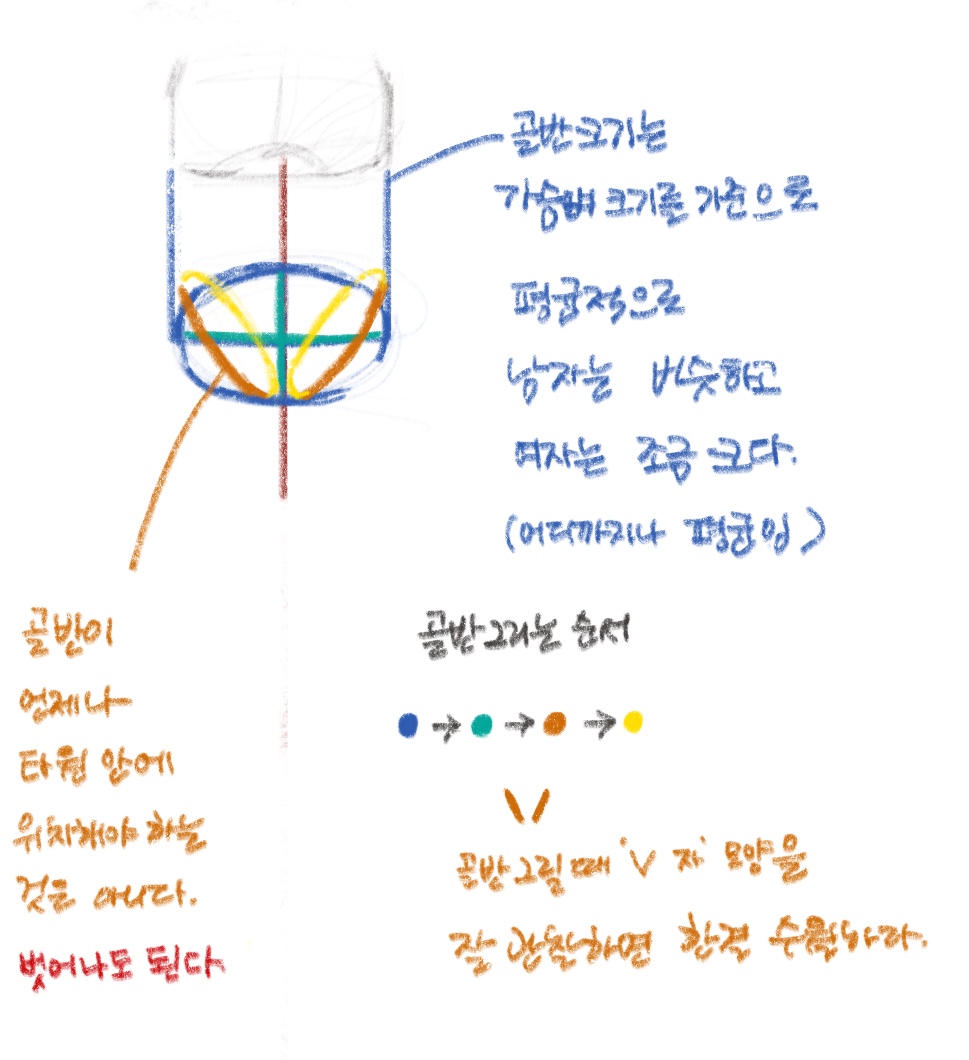 골반크기는
가슴뼈 크기를 기준으로
평균적으로
남자는 비슷하고
여자는 조금 크다.
(어디까지나 평균임)
골반이
언제나
타원 안에
위치해야 하는
것은 아니다.
벗어나도 된다
골반 그리는 순서
→ → →
골반 그릴 때 'V 자' 모양을
잘 관찰하면 한결 수월하다.